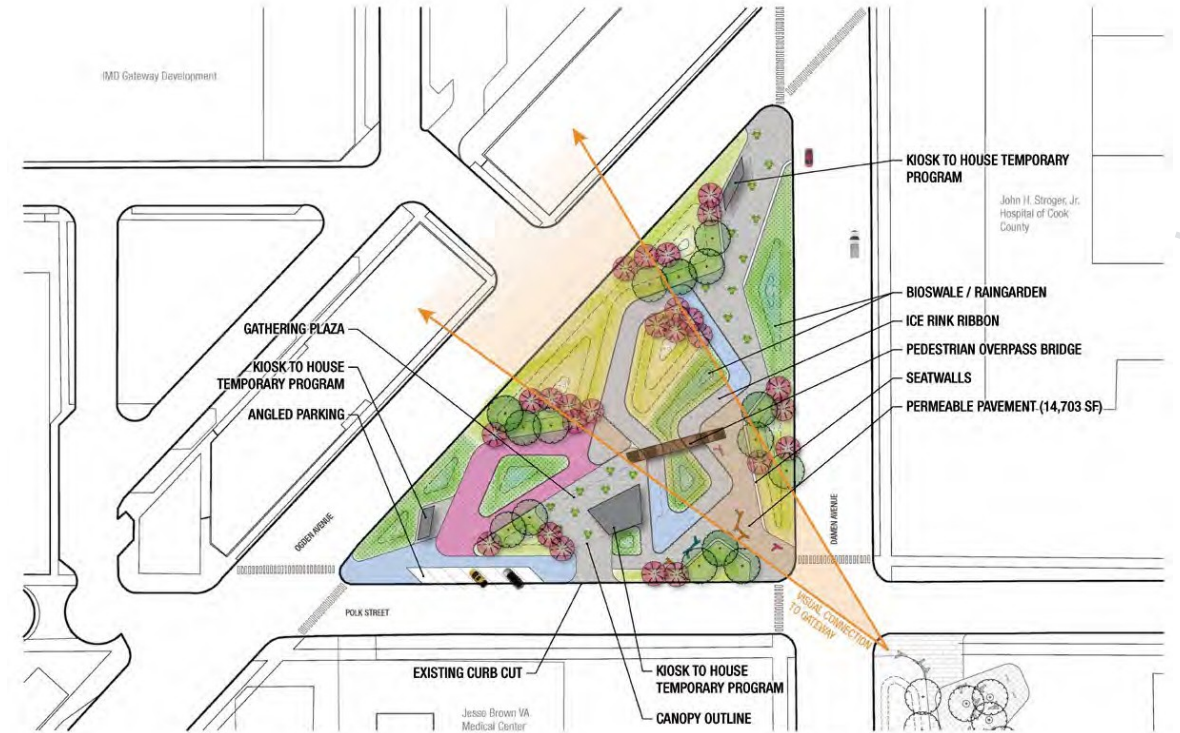 IMD Gateway Development
KIOSK TO HOUSE TEMPORARY
PROGRAM
John H. Stroger, Jr.
Hospital of Cook
County
BIOSWALE / RAINGARDEN
ICE RINK RIBBON
PEDESTRIAN OVERPASS BRIDGE
SEATWALLS
PERMEABLE PAVEMENT (14,703 SF)
GATHERING PLAZA
KIOSK TO HOUSE
TEMPORARY PROGRAM
ANGLED PARKING
OGDEN AVENUE
DAMEN AVENUE
POLK STREET
VISUAL CONNECTION
TO GATEWAY
EXISTING CURB CUT
KIOSK TO HOUSE
TEMPORARY PROGRAM
CANOPY OUTLINE
Jesse Brown VA
Medical Center